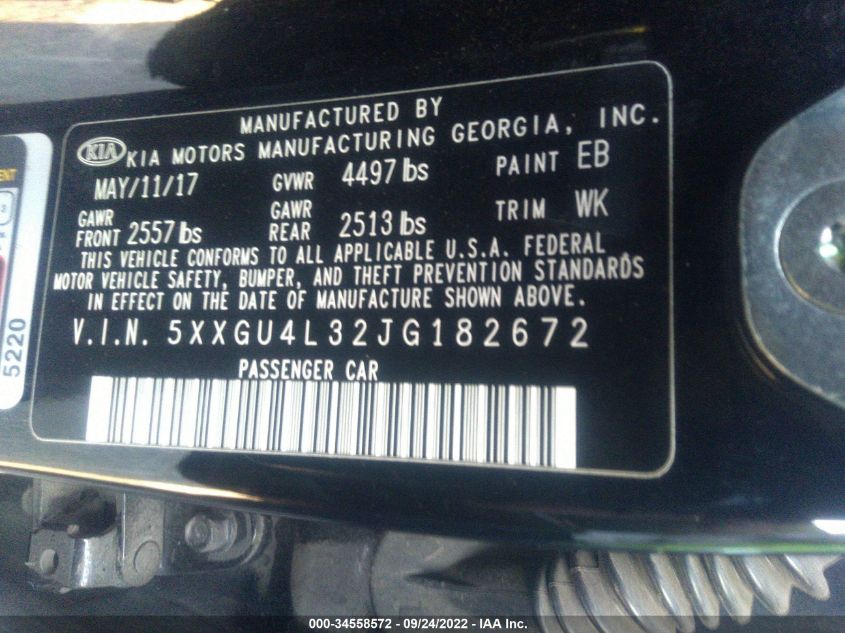 MANUFACTURED BY
KIA KIA MOTORS MANUFACTURING GEORGIA, INC.
MAY/11/17 GVWR 4497 lbs PAINT EB
GAWR FRONT 2557 lbs GAWR REAR 2513 lbs TRIM WK
THIS VEHICLE CONFORMS TO ALL APPLICABLE U.S.A. FEDERAL
MOTOR VEHICLE SAFETY, BUMPER, AND THEFT PREVENTION STANDARDS
IN EFFECT ON THE DATE OF MANUFACTURE SHOWN ABOVE.
V.I.N. 5XXGU4L32JG182672
PASSENGER CAR
5220
000-34558572 - 09/24/2022 - IAA Inc.